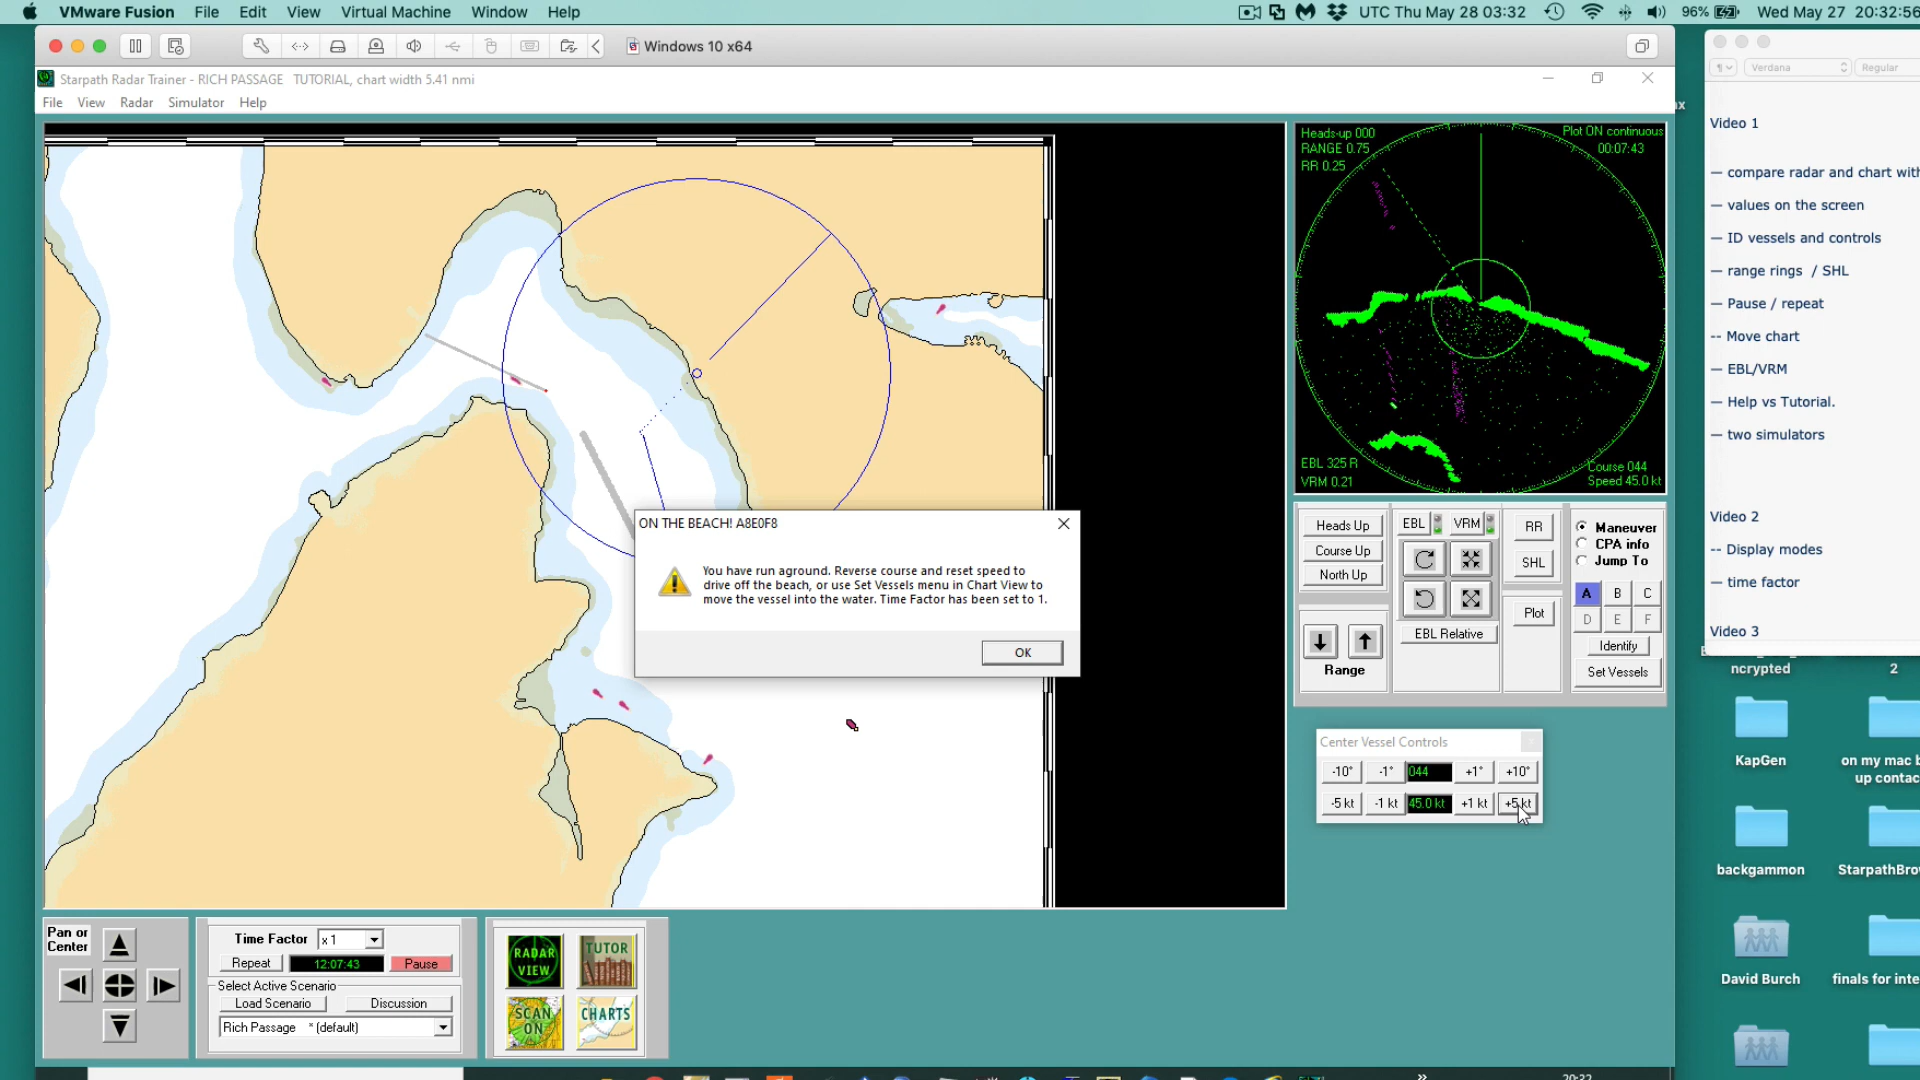 VMware Fusion File Edit View Virtual Machine Window Help
UTC Thu May 28 03:32 96% Wed May 27 20:32:56
Windows 10 x64
Starpath Radar Trainer - RICH PASSAGE TUTORIAL, chart width 5.41 nmi
File View Radar Simulator Help
Heads-up 000
RANGE 0.75
RR 0.25
Plot ON continuous
00:07:43
EBL 325 R
VRM 0.21
Course 044
Speed 45.0 kt
ON THE BEACH! A8E0F8
You have run aground. Reverse course and reset speed to
drive off the beach, or use Set Vessels menu in Chart View to
move the vessel into the water. Time Factor has been set to 1.
OK
Heads Up
Course Up
North Up
Range
EBL VRM
EBL Relative
RR
SHL
Plot
Maneuver
CPA info
Jump To
A B C
D E F
Identify
Set Vessels
Center Vessel Controls
-10° -1° 044 +1° +10°
-5 kt -1 kt 45.0 kt +1 kt +5 kt
Pan or
Center
Time Factor x 1
Repeat 12:07:43 Pause
Select Active Scenario
Load Scenario Discussion
Rich Passage * (default)
RADAR
VIEW
TUTOR
SCAN
ON
CHARTS
20:32
Verdana Regular
Video 1
— compare radar and chart with
— values on the screen
— ID vessels and controls
— range rings / SHL
— Pause / repeat
-- Move chart
— EBL/VRM
— Help vs Tutorial.
— two simulators
Video 2
-- Display modes
— time factor
Video 3
ncrypted
2
KapGen
on my mac b
up contac
backgammon
StarpathBro
David Burch
finals for inte